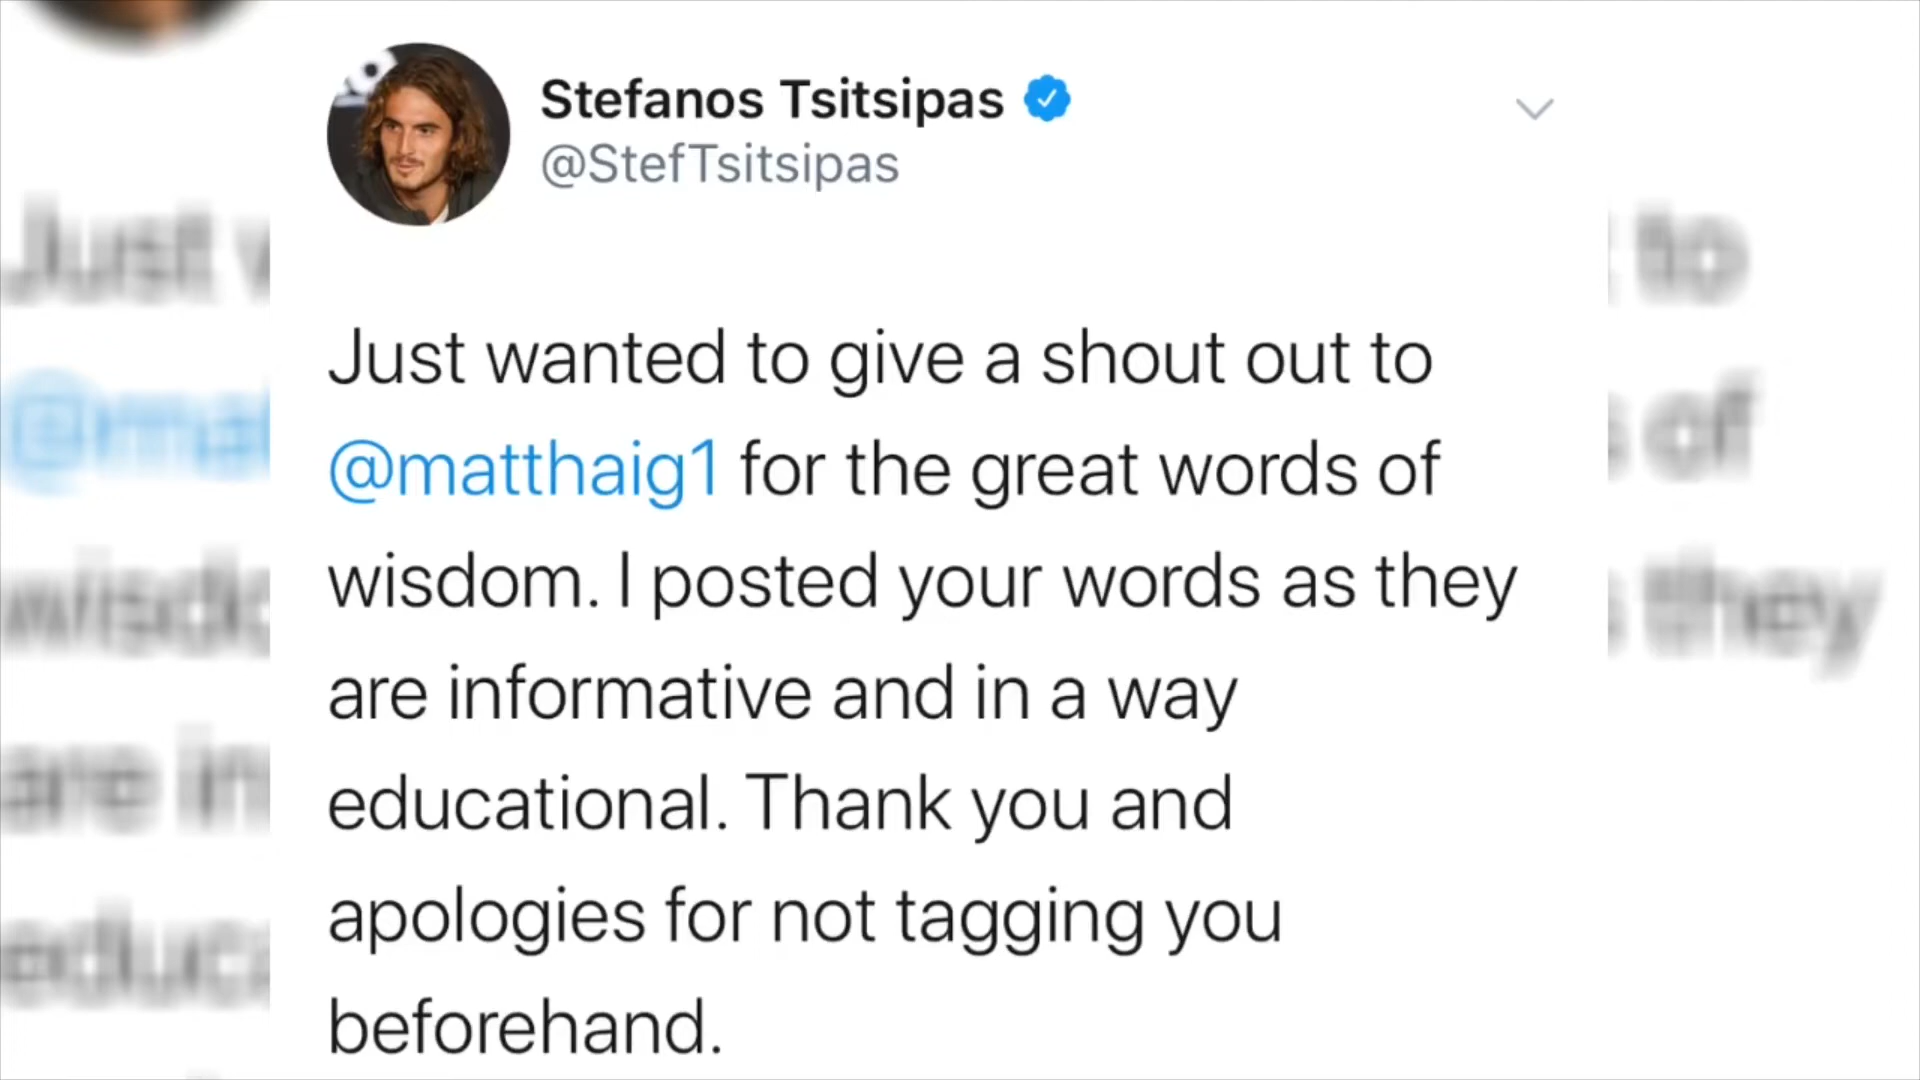 Stefanos Tsitsipas
@StefTsitsipas
Just wanted to give a shout out to
@matthaig1 for the great words of
wisdom. I posted your words as they
are informative and in a way
educational. Thank you and
apologies for not tagging you
beforehand.